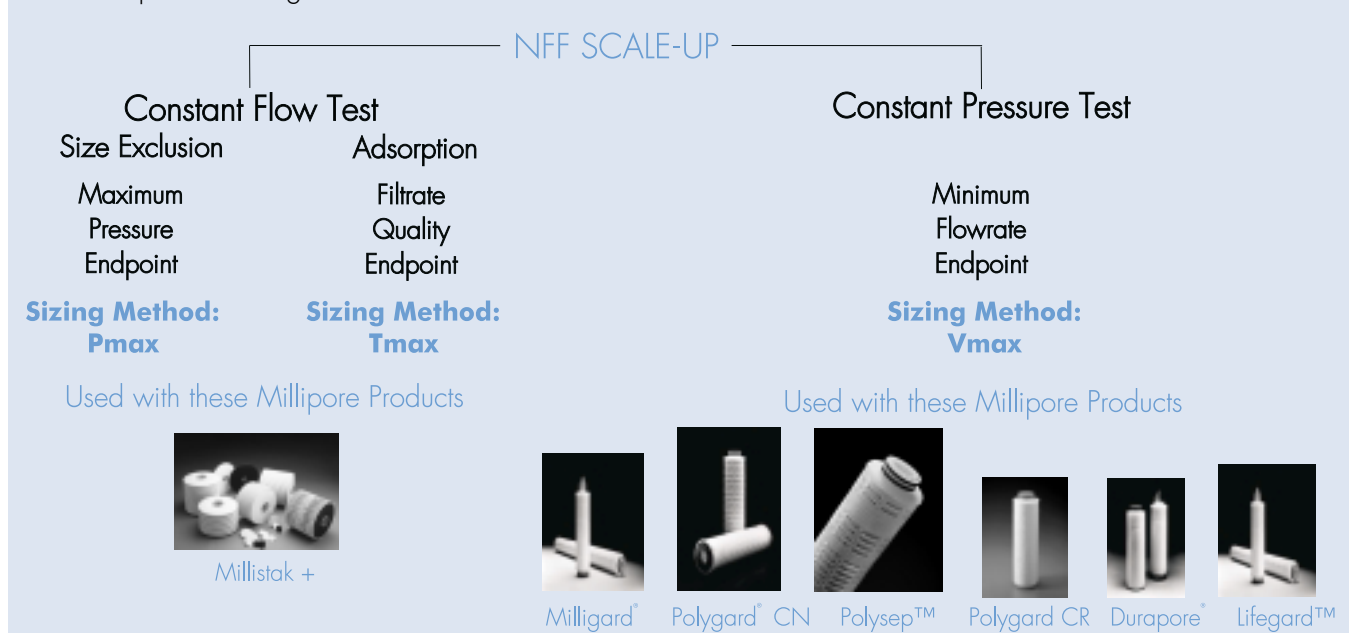 NFF SCALE-UP
Constant Flow Test
Size Exclusion
Maximum
Pressure
Endpoint
Sizing Method:
Pmax
Adsorption
Filtrate
Quality
Endpoint
Sizing Method:
Tmax
Used with these Millipore Products
Millistak +
Constant Pressure Test
Minimum
Flowrate
Endpoint
Sizing Method:
Vmax
Used with these Millipore Products
Milligard®
Polygard® CN
Polysep™
Polygard CR
Durapore®
Lifegard™